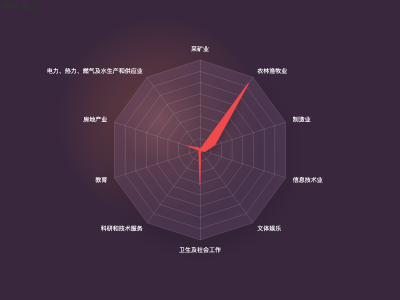 采矿业
电力、热力、燃气及水生产和供应业
农林渔牧业
房地产业
制造业
教育
信息技术业
科研和技术服务
文体娱乐
卫生及社会工作